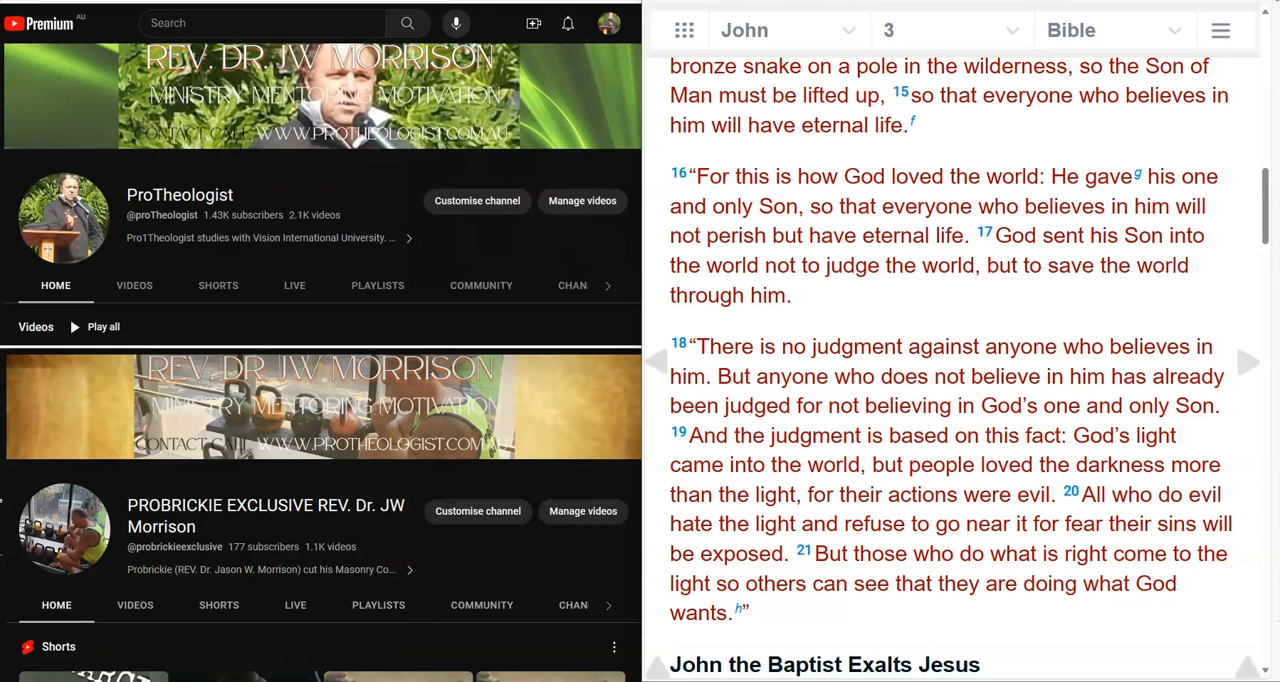 Premium AU
Search
REV. DR. JW MORRISON
MINISTRY MENTORING MOTIVATION
CONTACT CALL WWW.PROTHEOLOGIST.COM.AU
ProTheologist
@proTheologist 1.43K subscribers 2.1K videos
Pro1Theologist studies with Vision International University. ...
Customise channel
Manage videos
HOME VIDEOS SHORTS LIVE PLAYLISTS COMMUNITY CHAN
Videos Play all
REV. DR. JW MORRISON
MINISTRY MENTORING MOTIVATION
CONTACT CALL WWW.PROTHEOLOGIST.COM.AU
PROBRICKIE EXCLUSIVE REV. Dr. JW
Morrison
@probrickieexclusive 177 subscribers 1.1K videos
Probrickie (REV. Dr. Jason W. Morrison) cut his Masonry Co...
Customise channel
Manage videos
HOME VIDEOS SHORTS LIVE PLAYLISTS COMMUNITY CHAN
Shorts
John 3 Bible
bronze snake on a pole in the wilderness, so the Son of
Man must be lifted up, 15 so that everyone who believes in
him will have eternal life. f
16 “For this is how God loved the world: He gave g his one
and only Son, so that everyone who believes in him will
not perish but have eternal life. 17 God sent his Son into
the world not to judge the world, but to save the world
through him.
18 “There is no judgment against anyone who believes in
him. But anyone who does not believe in him has already
been judged for not believing in God’s one and only Son.
19 And the judgment is based on this fact: God’s light
came into the world, but people loved the darkness more
than the light, for their actions were evil. 20 All who do evil
hate the light and refuse to go near it for fear their sins will
be exposed. 21 But those who do what is right come to the
light so others can see that they are doing what God
wants. h”
John the Baptist Exalts Jesus